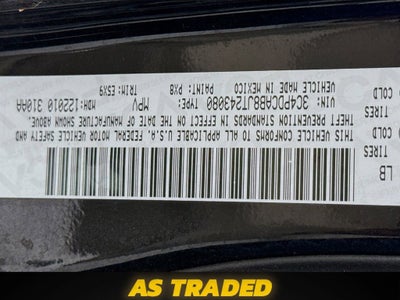 LB
TIRES
COLD
TIRES
COLD
THIS VEHICLE CONFORMS TO ALL APPLICABLE U.S.A. FEDERAL MOTOR VEHICLE SAFETY AND
THEFT PREVENTION STANDARDS IN EFFECT ON THE DATE OF MANUFACTURE SHOWN ABOVE.
VIN: 3C4PDCAB8JT243080 TYPE: MPV MDH: 122010 310AA
VEHICLE MADE IN MEXICO PAINT: PX8 TRIM: E5X9
AS TRADED